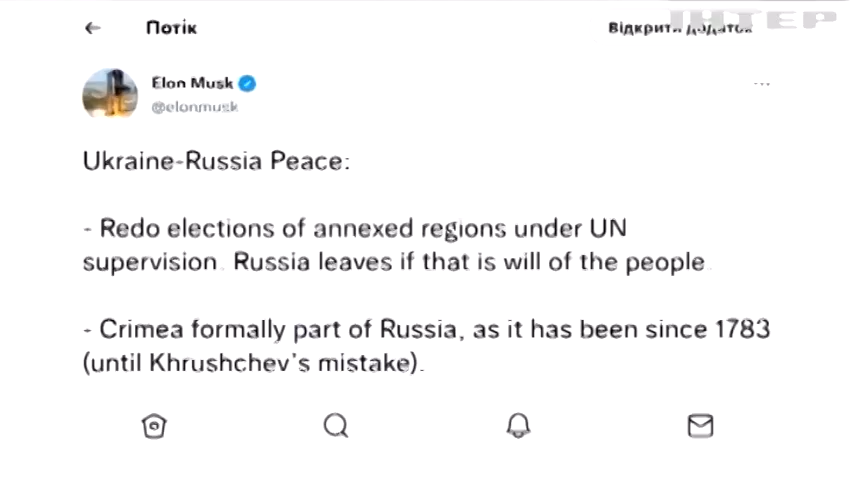 ІНТЕР
Потік
Відкрити додаток
Elon Musk
@elonmusk
Ukraine-Russia Peace:
- Redo elections of annexed regions under UN
supervision. Russia leaves if that is will of the people
- Crimea formally part of Russia, as it has been since 1783
(until Khrushchev's mistake).